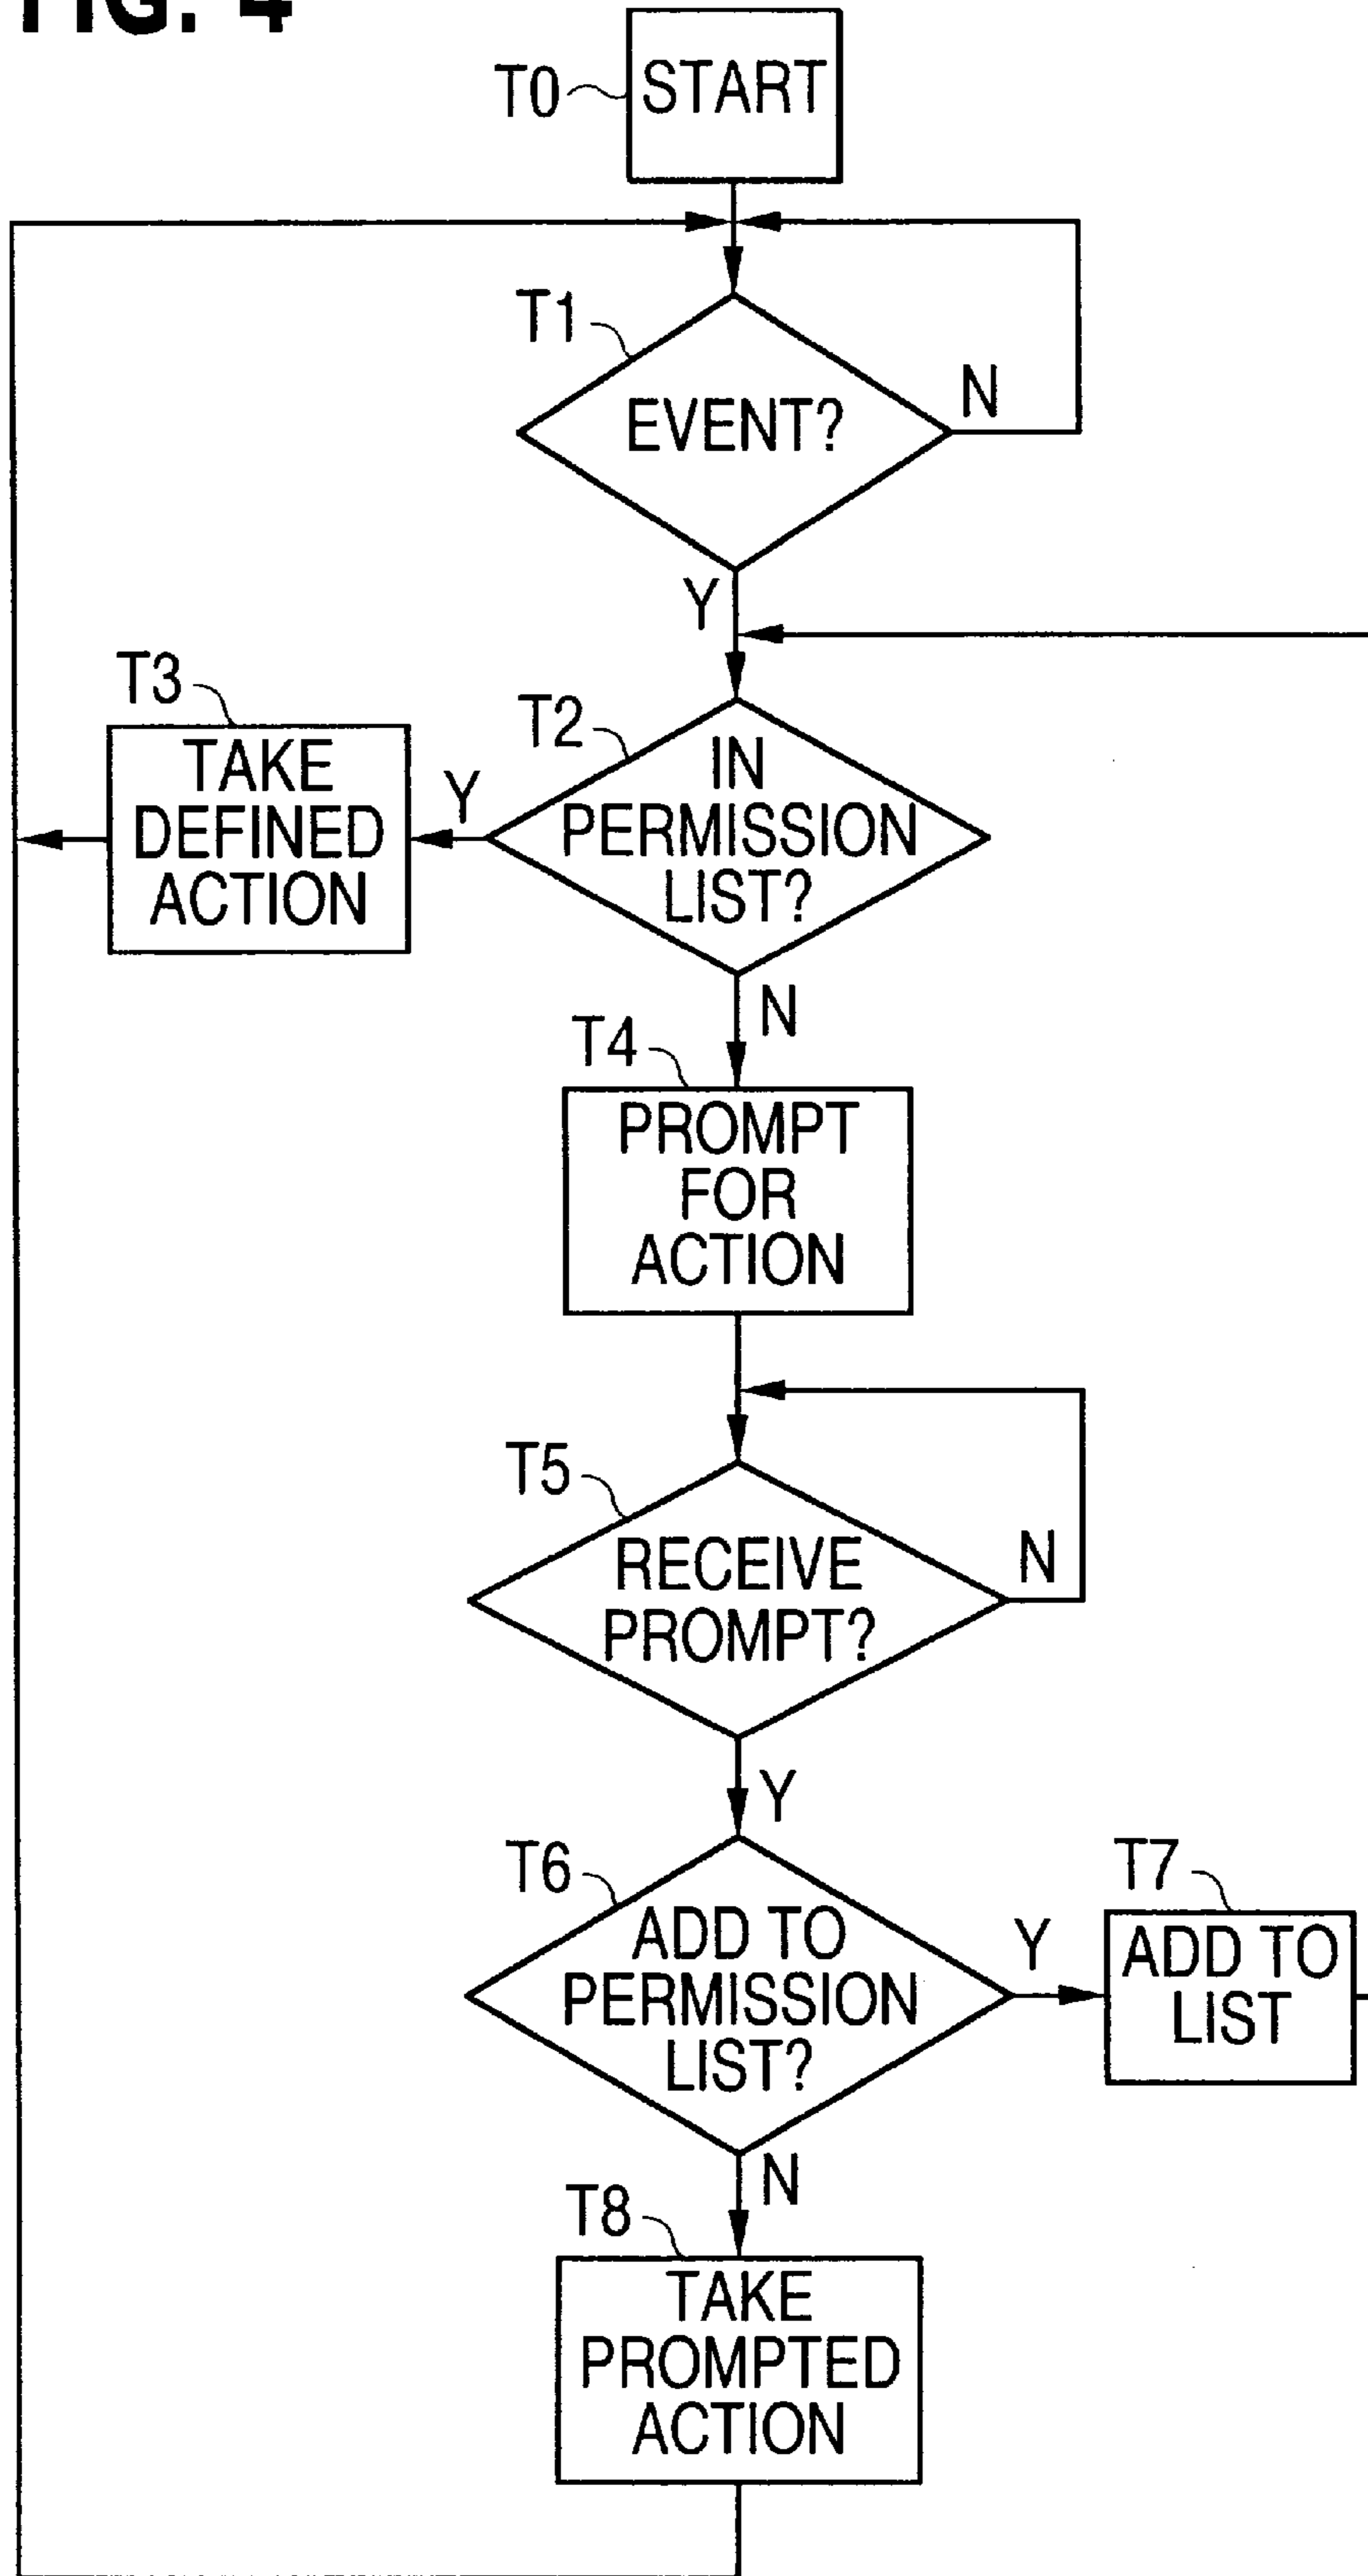 FIG. 4
T0
START
T1
EVENT?
N
Y
T3
TAKE
DEFINED
ACTION
Y
T2
IN
PERMISSION
LIST?
N
T4
PROMPT
FOR
ACTION
T5
RECEIVE
PROMPT?
N
Y
T6
ADD TO
PERMISSION
LIST?
Y
T7
ADD TO
LIST
N
T8
TAKE
PROMPTED
ACTION